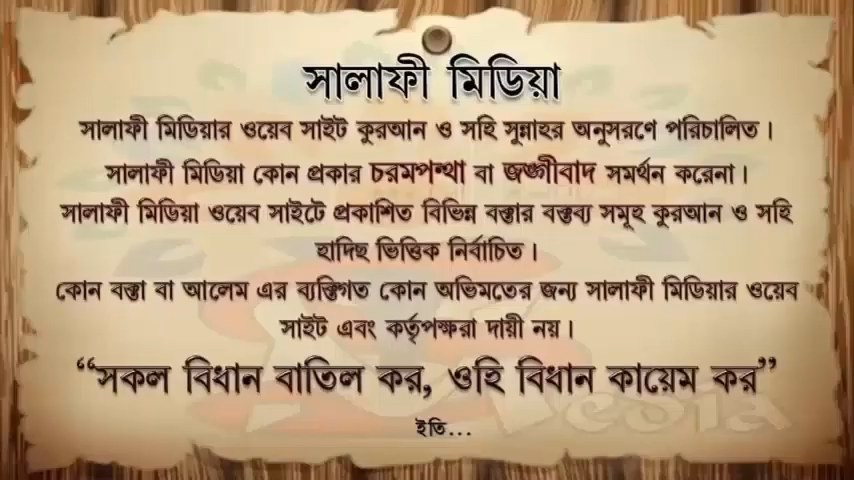 সালাফী মিডিয়া
সালাফী মিডিয়ার ওয়েব সাইট কুরআন ও সহি সুন্নাহর অনুসরণে পরিচালিত।
সালাফী মিডিয়া কোন প্রকার চরমপন্থা বা জঙ্গীবাদ সমর্থন করেনা।
সালাফী মিডিয়া ওয়েব সাইটে প্রকাশিত বিভিন্ন বক্তার বক্তব্য সমূহ কুরআন ও সহি
হাদিছ ভিত্তিক নির্বাচিত।
কোন বক্তা বা আলেম এর ব্যক্তিগত কোন অভিমতের জন্য সালাফী মিডিয়ার ওয়েব
সাইট এবং কর্তৃপক্ষরা দায়ী নয়।
“সকল বিধান বাতিল কর, ওহি বিধান কায়েম কর”
ইতি...